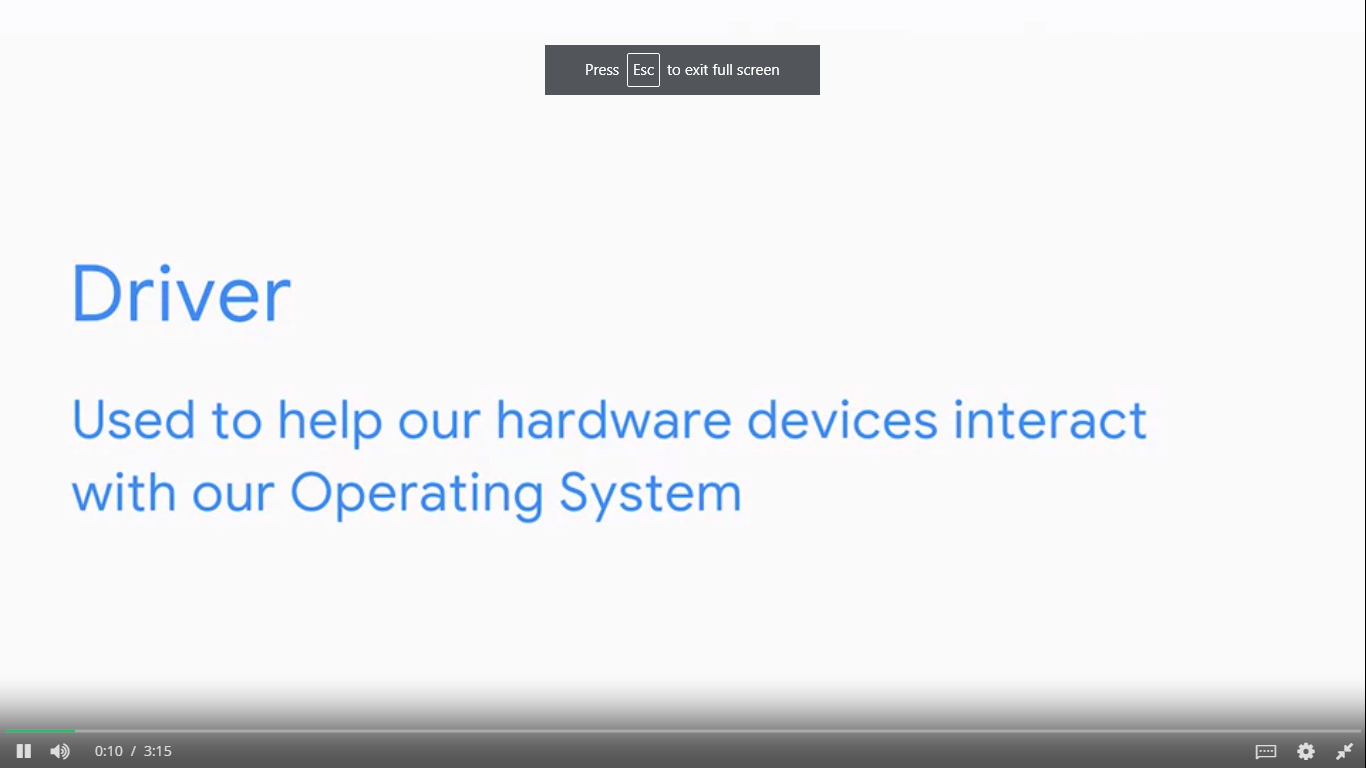 Press Esc to exit full screen
Driver
Used to help our hardware devices interact
with our Operating System
0:10 / 3:15